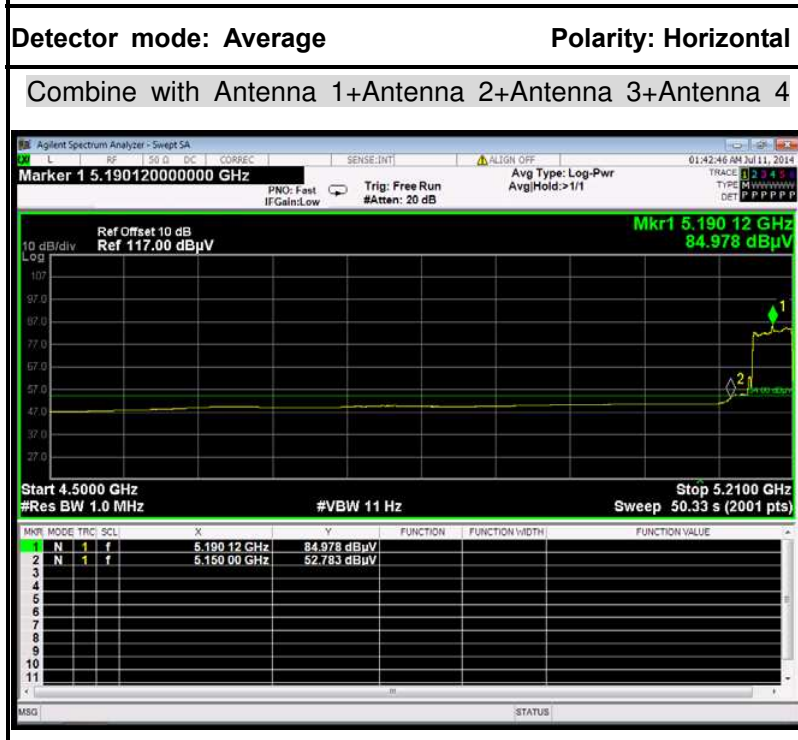 Detector mode: Average Polarity: Horizontal
Combine with Antenna 1+Antenna 2+Antenna 3+Antenna 4
Agilent Spectrum Analyzer - Swept SA
L RF 50 Ω DC CORREC SENSE:INT ALIGN OFF 01:42:46 AM Jul 11, 2014
Marker 1 5.190120000000 GHz Avg Type: Log-Pwr TRACE 1 2 3 4 5 6
PNO: Fast Trig: Free Run Avg|Hold:>1/1 TYPE M WWWWW
IFGain:Low #Atten: 20 dB DET P P P P P P
Mkr1 5.190 12 GHz
Ref Offset 10 dB
10 dB/div Ref 117.00 dBµV 84.978 dBµV
Log
107
97.0
1
87.0
77.0
67.0
2
57.0
54.00 dBµV
47.0
37.0
27.0
Start 4.5000 GHz Stop 5.2100 GHz
#Res BW 1.0 MHz #VBW 11 Hz Sweep 50.33 s (2001 pts)
MKR MODE TRC SCL X Y FUNCTION FUNCTION WIDTH FUNCTION VALUE
1 N 1 f 5.190 12 GHz 84.978 dBµV
2 N 1 f 5.150 00 GHz 52.783 dBµV
3
4
5
6
7
8
9
10
11
MSG STATUS